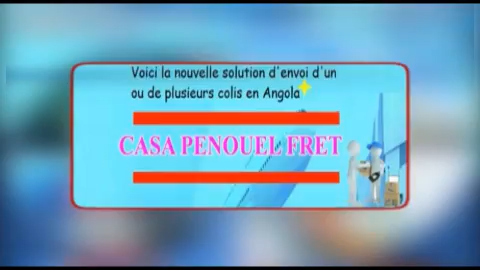 Voici la nouvelle solution d'envoi d'un
ou de plusieurs colis en Angola
CASA PENOUEL FRET